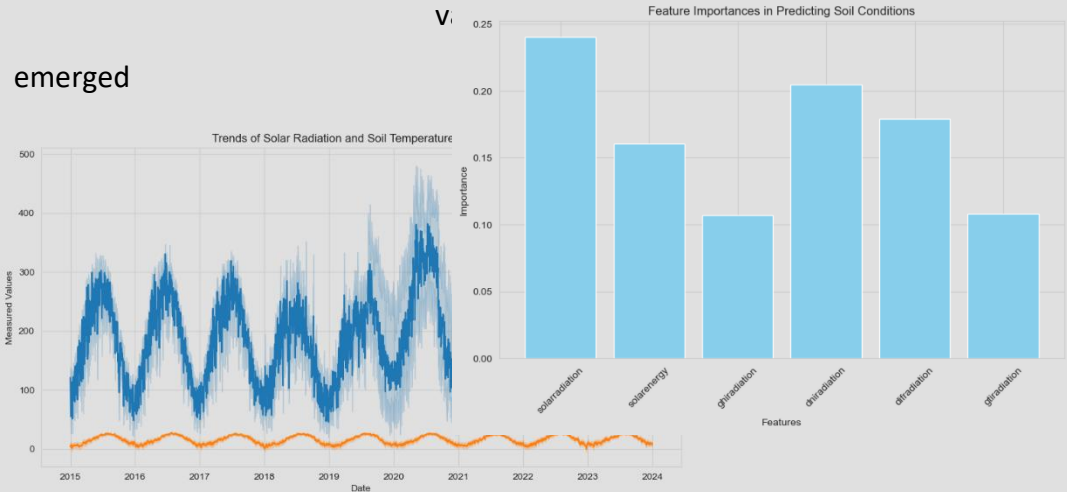 emerged
Trends of Solar Radiation and Soil Temperature
500
400
300
200
100
0
Measured Values
2015 2016 2017 2018 2019 2020 2021 2022 2023 2024
Date
Feature Importances in Predicting Soil Conditions
0.25
0.20
0.15
0.10
0.05
0.00
Importance
solarradiation
solarenergy
ghiradiation
dniradiation
difradiation
gtiradiation
Features